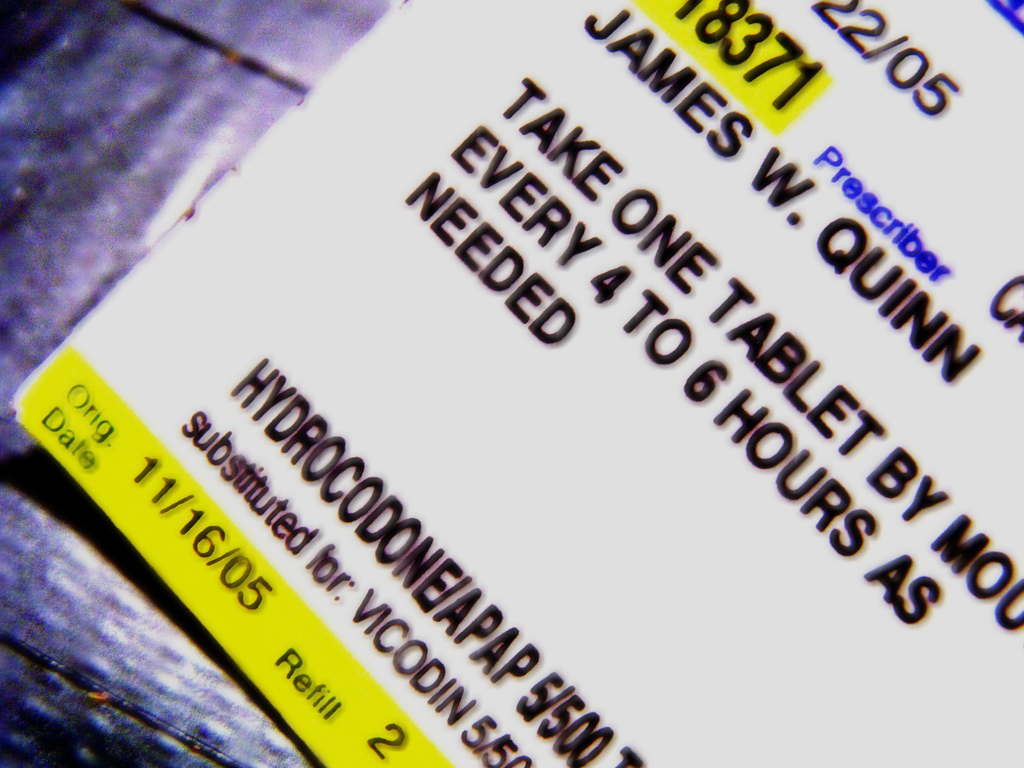 18371
22/05
JAMES W. QUINN
Prescriber
TAKE ONE TABLET BY
EVERY 4 TO 6 HOURS AS
NEEDED
HYDROCODONE/APAP 5/500
substituted for: VICODIN
Orig.
Date 11/16/05 Refill 2